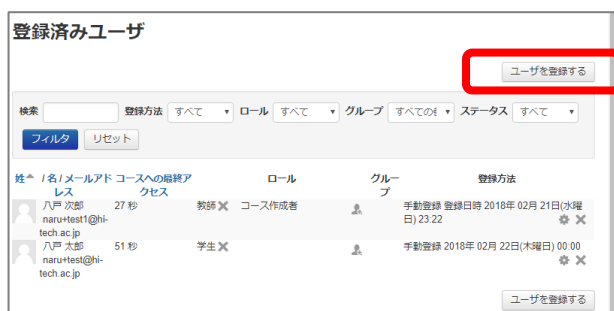 登録済みユーザ
ユーザを登録する
検索 登録方法 すべて ロール すべて グループ すべての ステータス すべて
フィルタ リセット
姓 / 名 / メールアド コースへの最終ア ロール グルー 登録方法
レス クセス プ
八戸 次郎 27 秒 教師 コース作成者 手動登録 登録日時 2018年 02月 21日(水曜
naru+test1@hi- 日) 23:22
tech.ac.jp
八戸 太郎 51 秒 学生 手動登録 2018年 02月 22日(木曜日) 00:00
naru+test@hi-
tech.ac.jp
ユーザを登録する